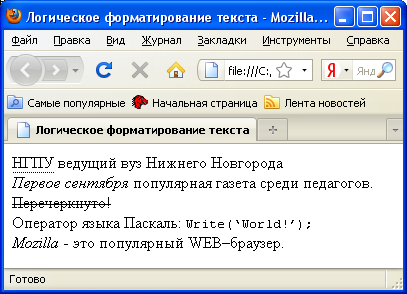 Логическое форматирование текста - Mozilla...
Файл Правка Вид Журнал Закладки Инструменты Справка
file:///C:, Я Янд
Самые популярные Начальная страница Лента новостей
Логическое форматирование текста
НГПУ ведущий вуз Нижнего Новгорода
Первое сентября популярная газета среди педагогов.
Перечеркнуто!
Оператор языка Паскаль: Write(‘World!’);
Mozilla - это популярный WEB–браузер.
Готово